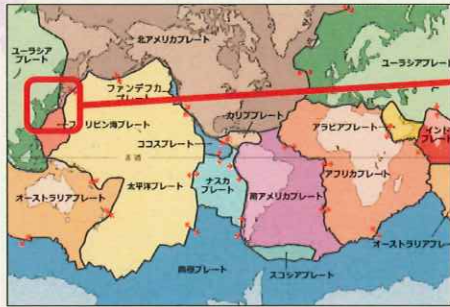 北アメリカプレート
ユーラシア
プレート
ユーラシアプレート
ファンデフカ
プレート
フィリピン海プレート
カリブプレート
アラビアプレート
ココスプレート
インド
赤道
ナスカ
プレート
太平洋プレート
南アメリカプレート
アフリカプレート
オーストラリアプレート
オーストラリアプレート
南極プレート
スコシアプレート